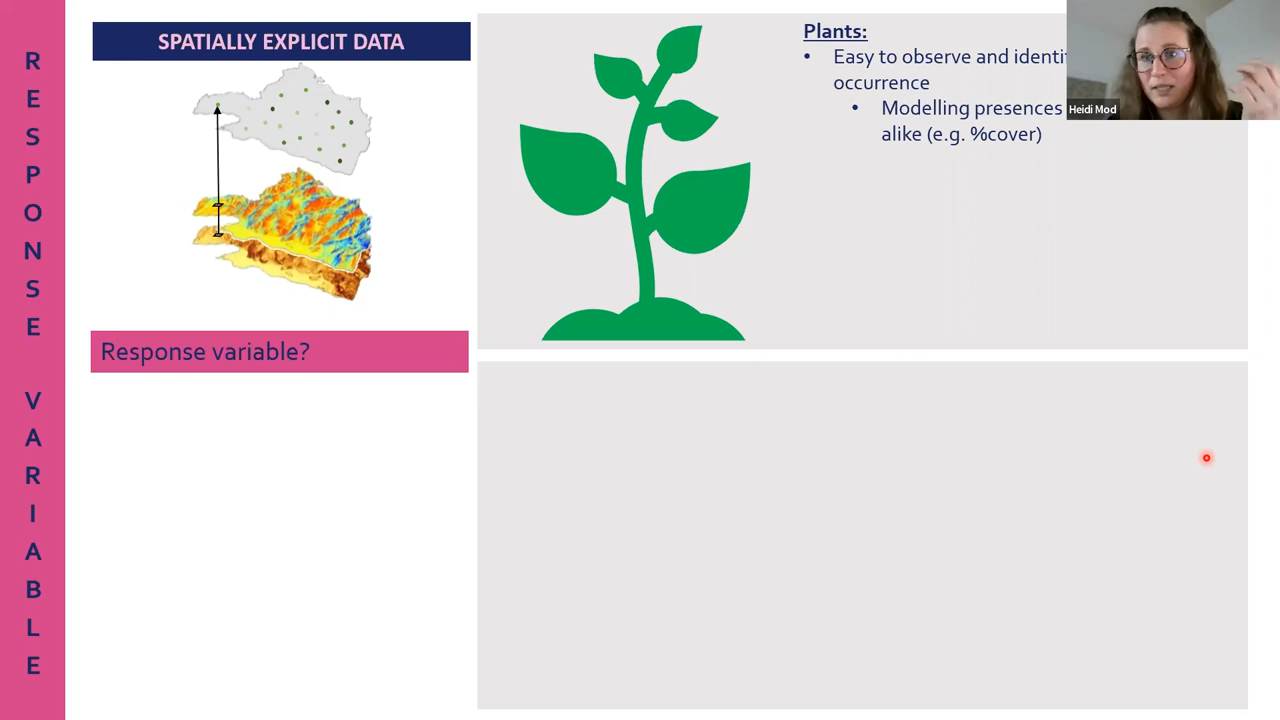 RESPONSE VARIABLE
SPATIALLY EXPLICIT DATA
Response variable?
Plants:
• Easy to observe and
occurrence
• Modelling presences
alike (e.g. %cover)
Heidi Mod